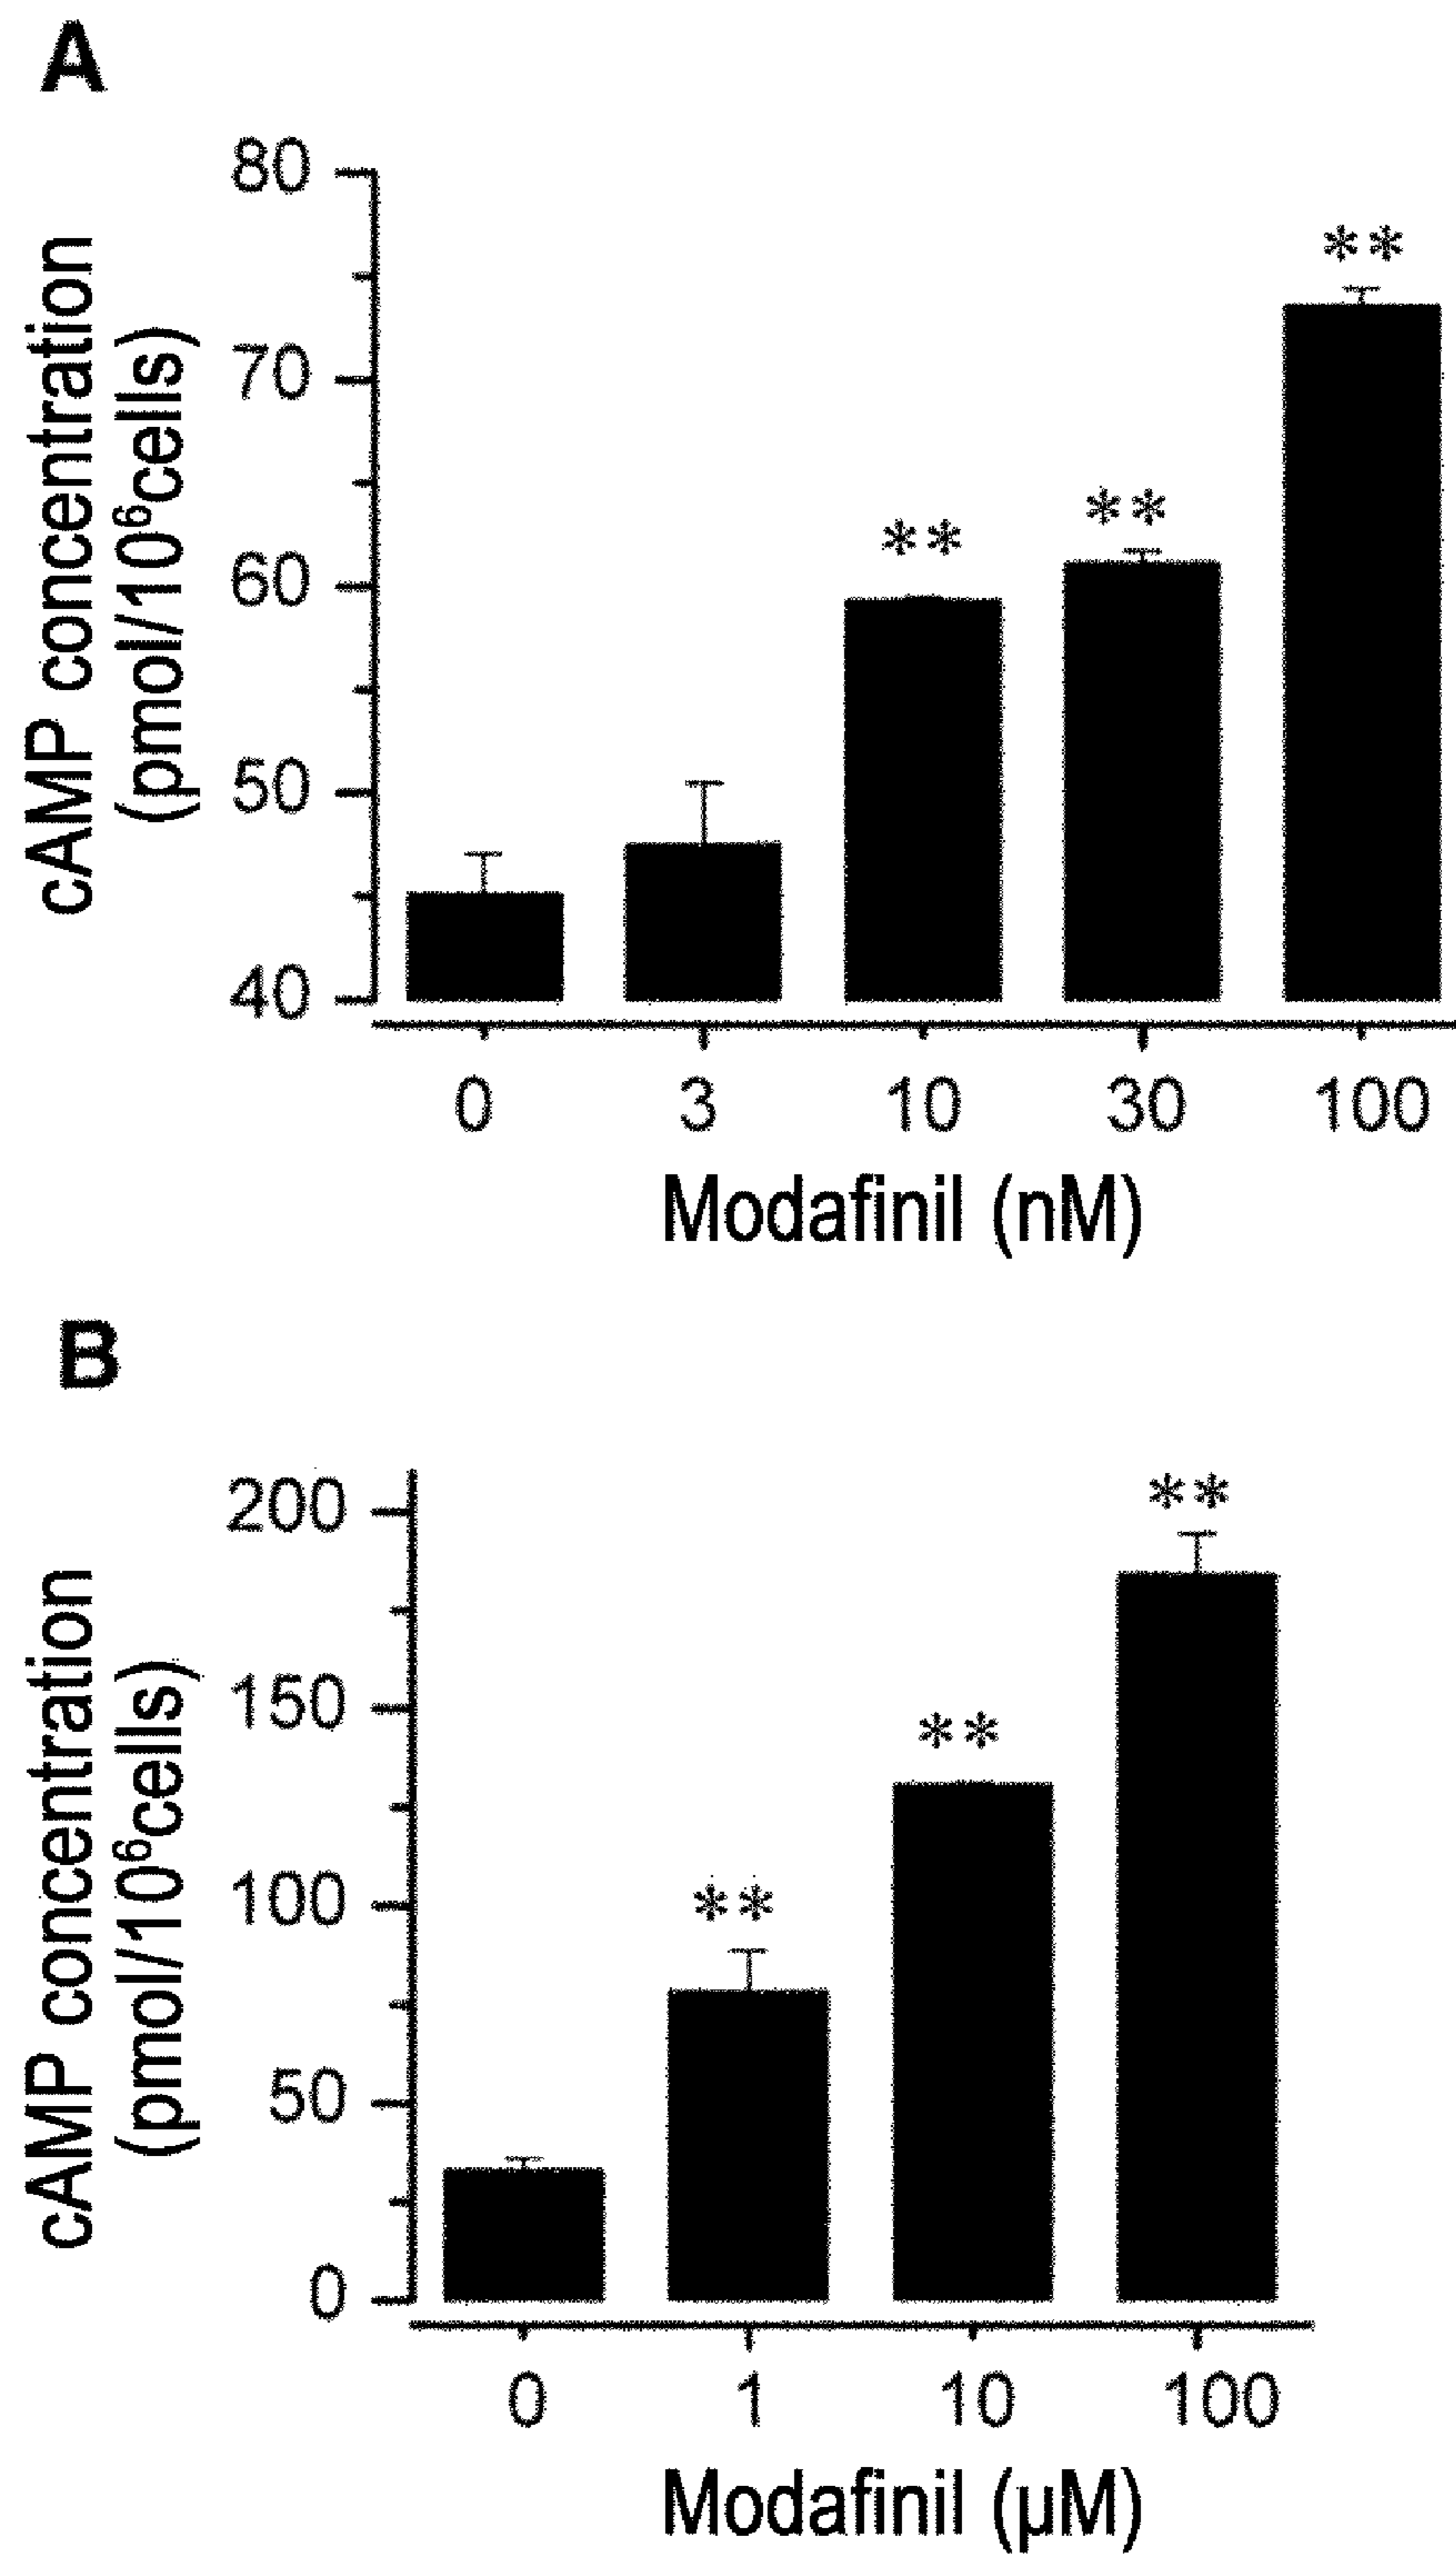 A
80
70
60
50
40
cAMP concentration
(pmol/10⁶cells)
**
**
**
0 3 10 30 100
Modafinil (nM)
B
200
150
100
50
0
cAMP concentration
(pmol/10⁶cells)
**
**
**
0 1 10 100
Modafinil (µM)